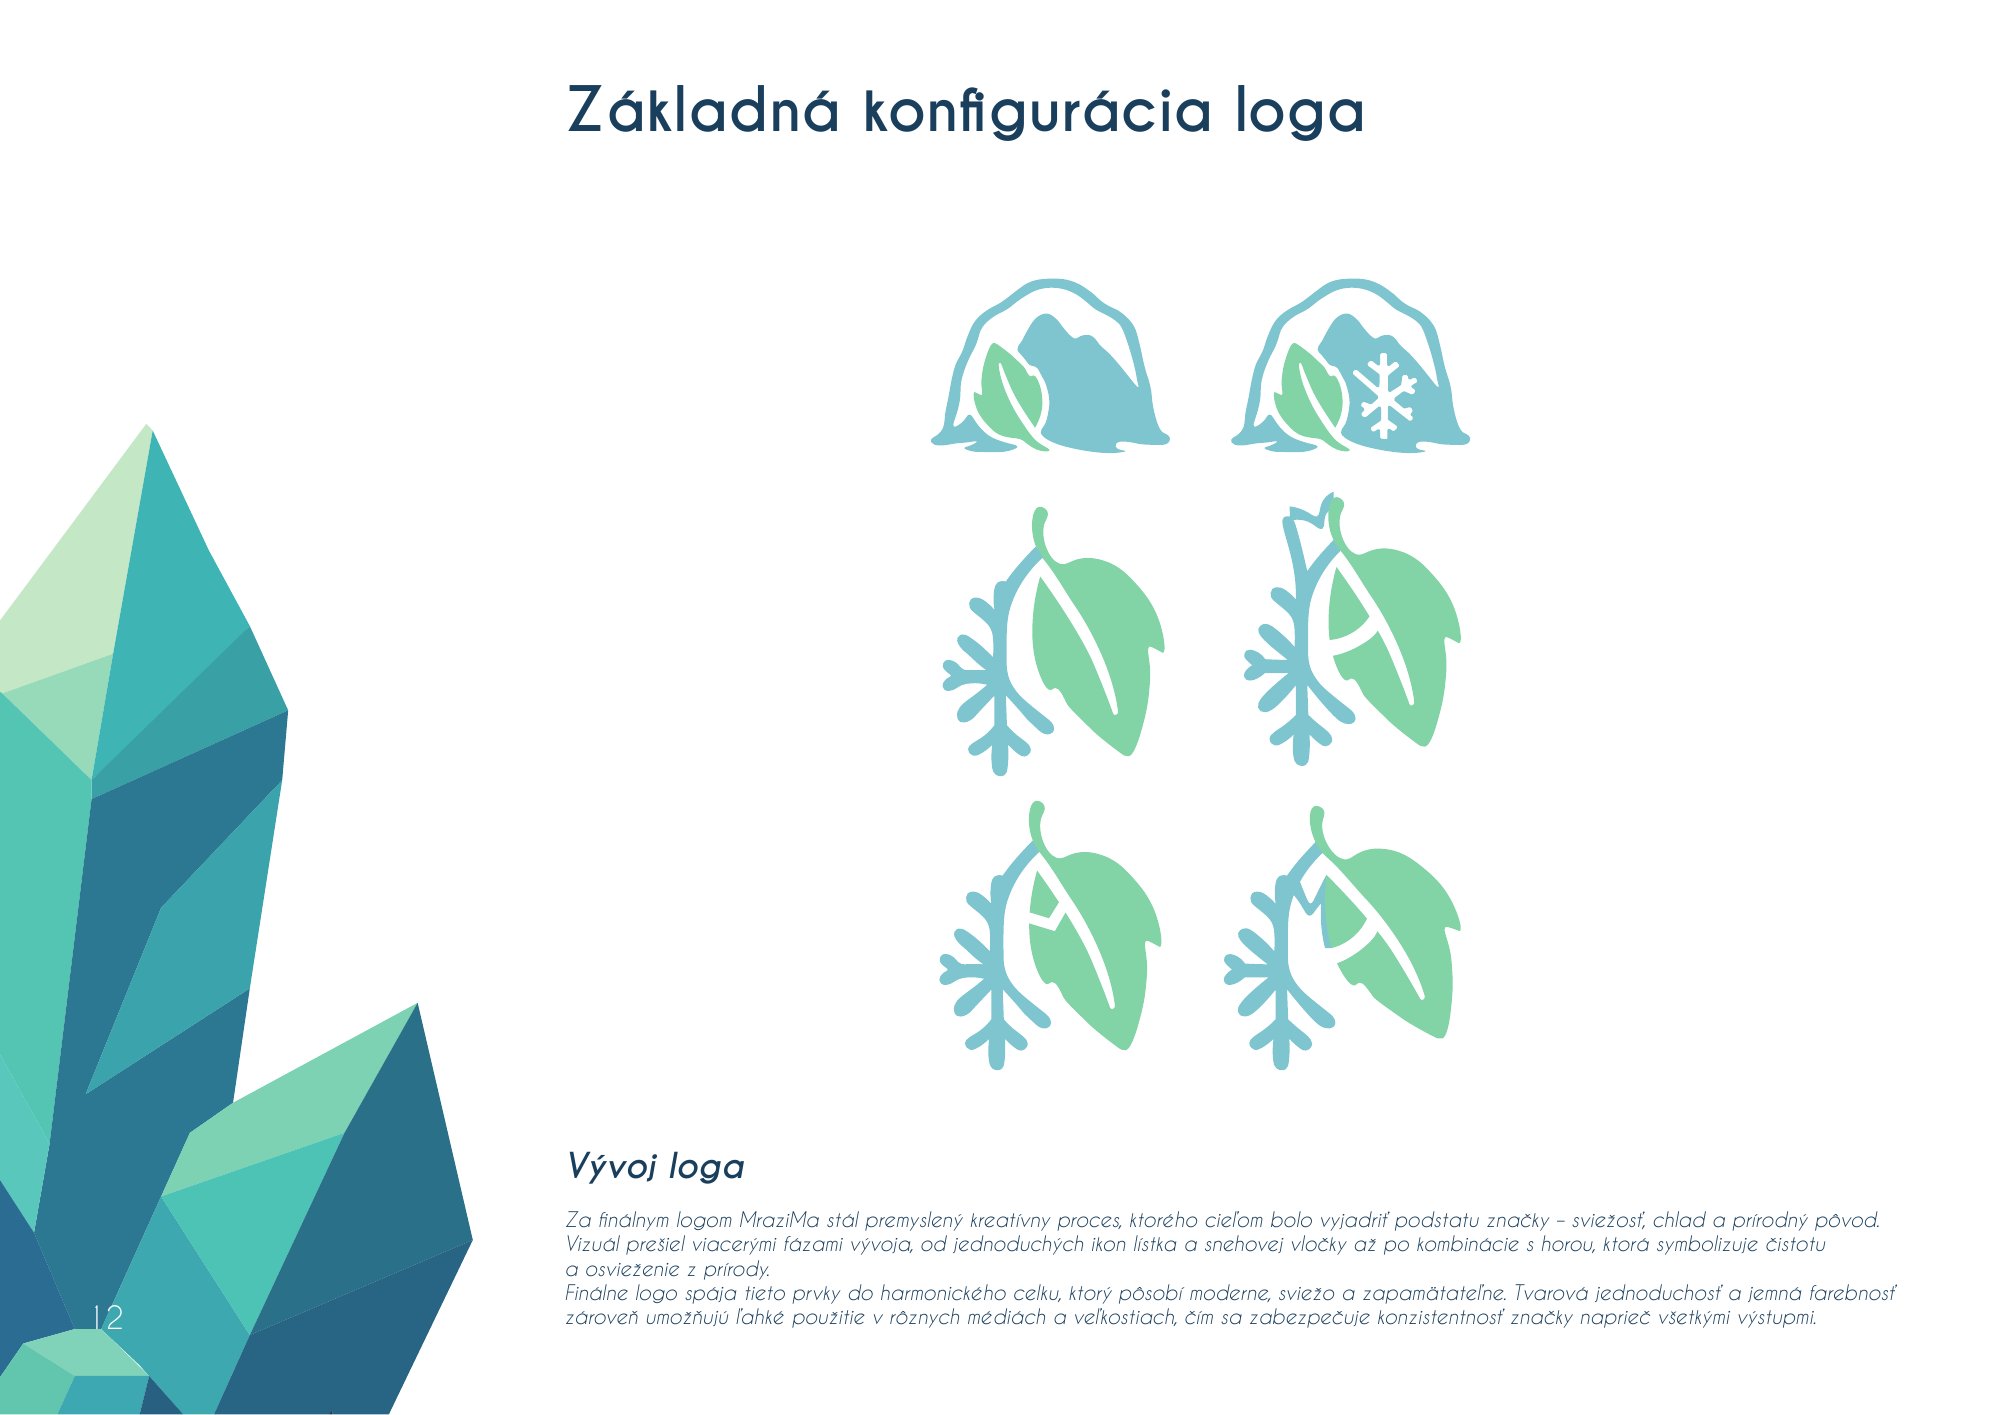 Základná konfigurácia loga
Vývoj loga
Za finálnym logom MraziMa stál premyslený kreatívny proces, ktorého cieľom bolo vyjadriť podstatu značky – sviežosť, chlad a prírodný pôvod.
Vizuál prešiel viacerými fázami vývoja, od jednoduchých ikon lístka a snehovej vločky až po kombinácie s horou, ktorá symbolizuje čistotu
a osvieženie z prírody.
Finálne logo spája tieto prvky do harmonického celku, ktorý pôsobí moderne, sviežo a zapamätateľne. Tvarová jednoduchosť a jemná farebnosť
zároveň umožňujú ľahké použitie v rôznych médiách a veľkostiach, čím sa zabezpečuje konzistentnosť značky naprieč všetkými výstupmi.
12